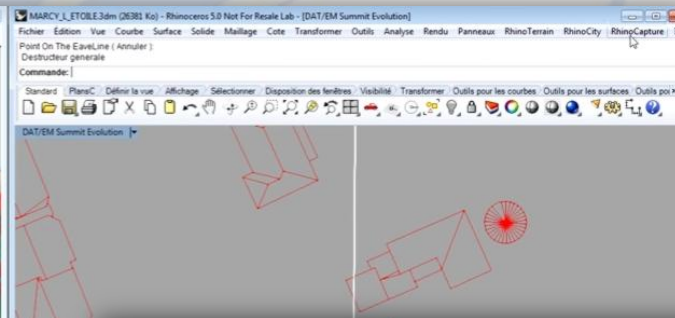 MARCY_L_ETOILE.3dm (26381 Ko) - Rhinoceros 5.0 Not For Resale Lab - [DAT/EM Summit Evolution]
Fichier Edition Vue Courbe Surface Solide Maillage Cote Transformer Outils Analyse Rendu Panneaux RhinoTerrain RhinoCity RhinoCapture
Point On The EaveLine ( Annuler ):
Destructeur generale
Commande:
Standard PlansC Définir la vue Affichage Sélectionner Disposition des fenêtres Visibilité Transformer Outils pour les courbes Outils pour les surfaces Outils poi
DAT/EM Summit Evolution